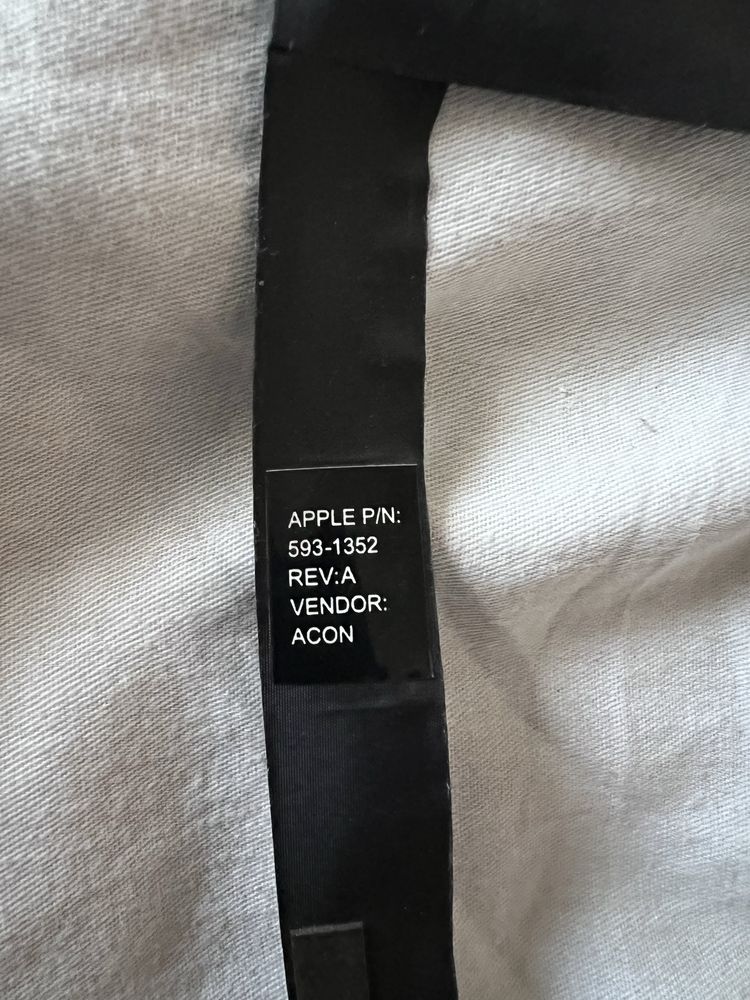 APPLE P/N:
593-1352
REV:A
VENDOR:
ACON